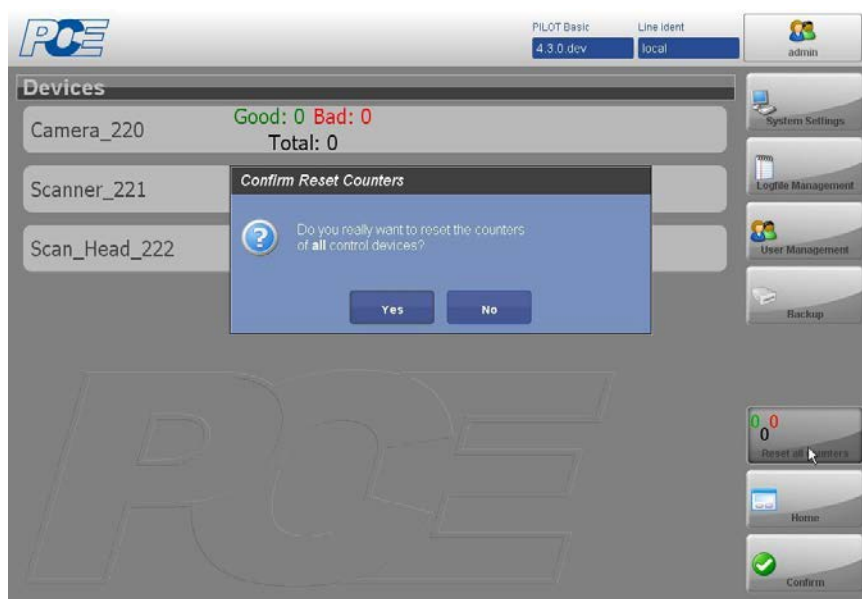 PCE
PILOT Basic
Line ident
4.3.0.dev
local
admin
Devices
Camera_220
Good: 0 Bad: 0
Total: 0
Scanner_221
Scan_Head_222
Confirm Reset Counters
Do you really want to reset the counters
of all control devices?
Yes
No
System Settings
Logfile Management
User Management
Backup
0 0
0
Reset all
Home
Confirm
PCE